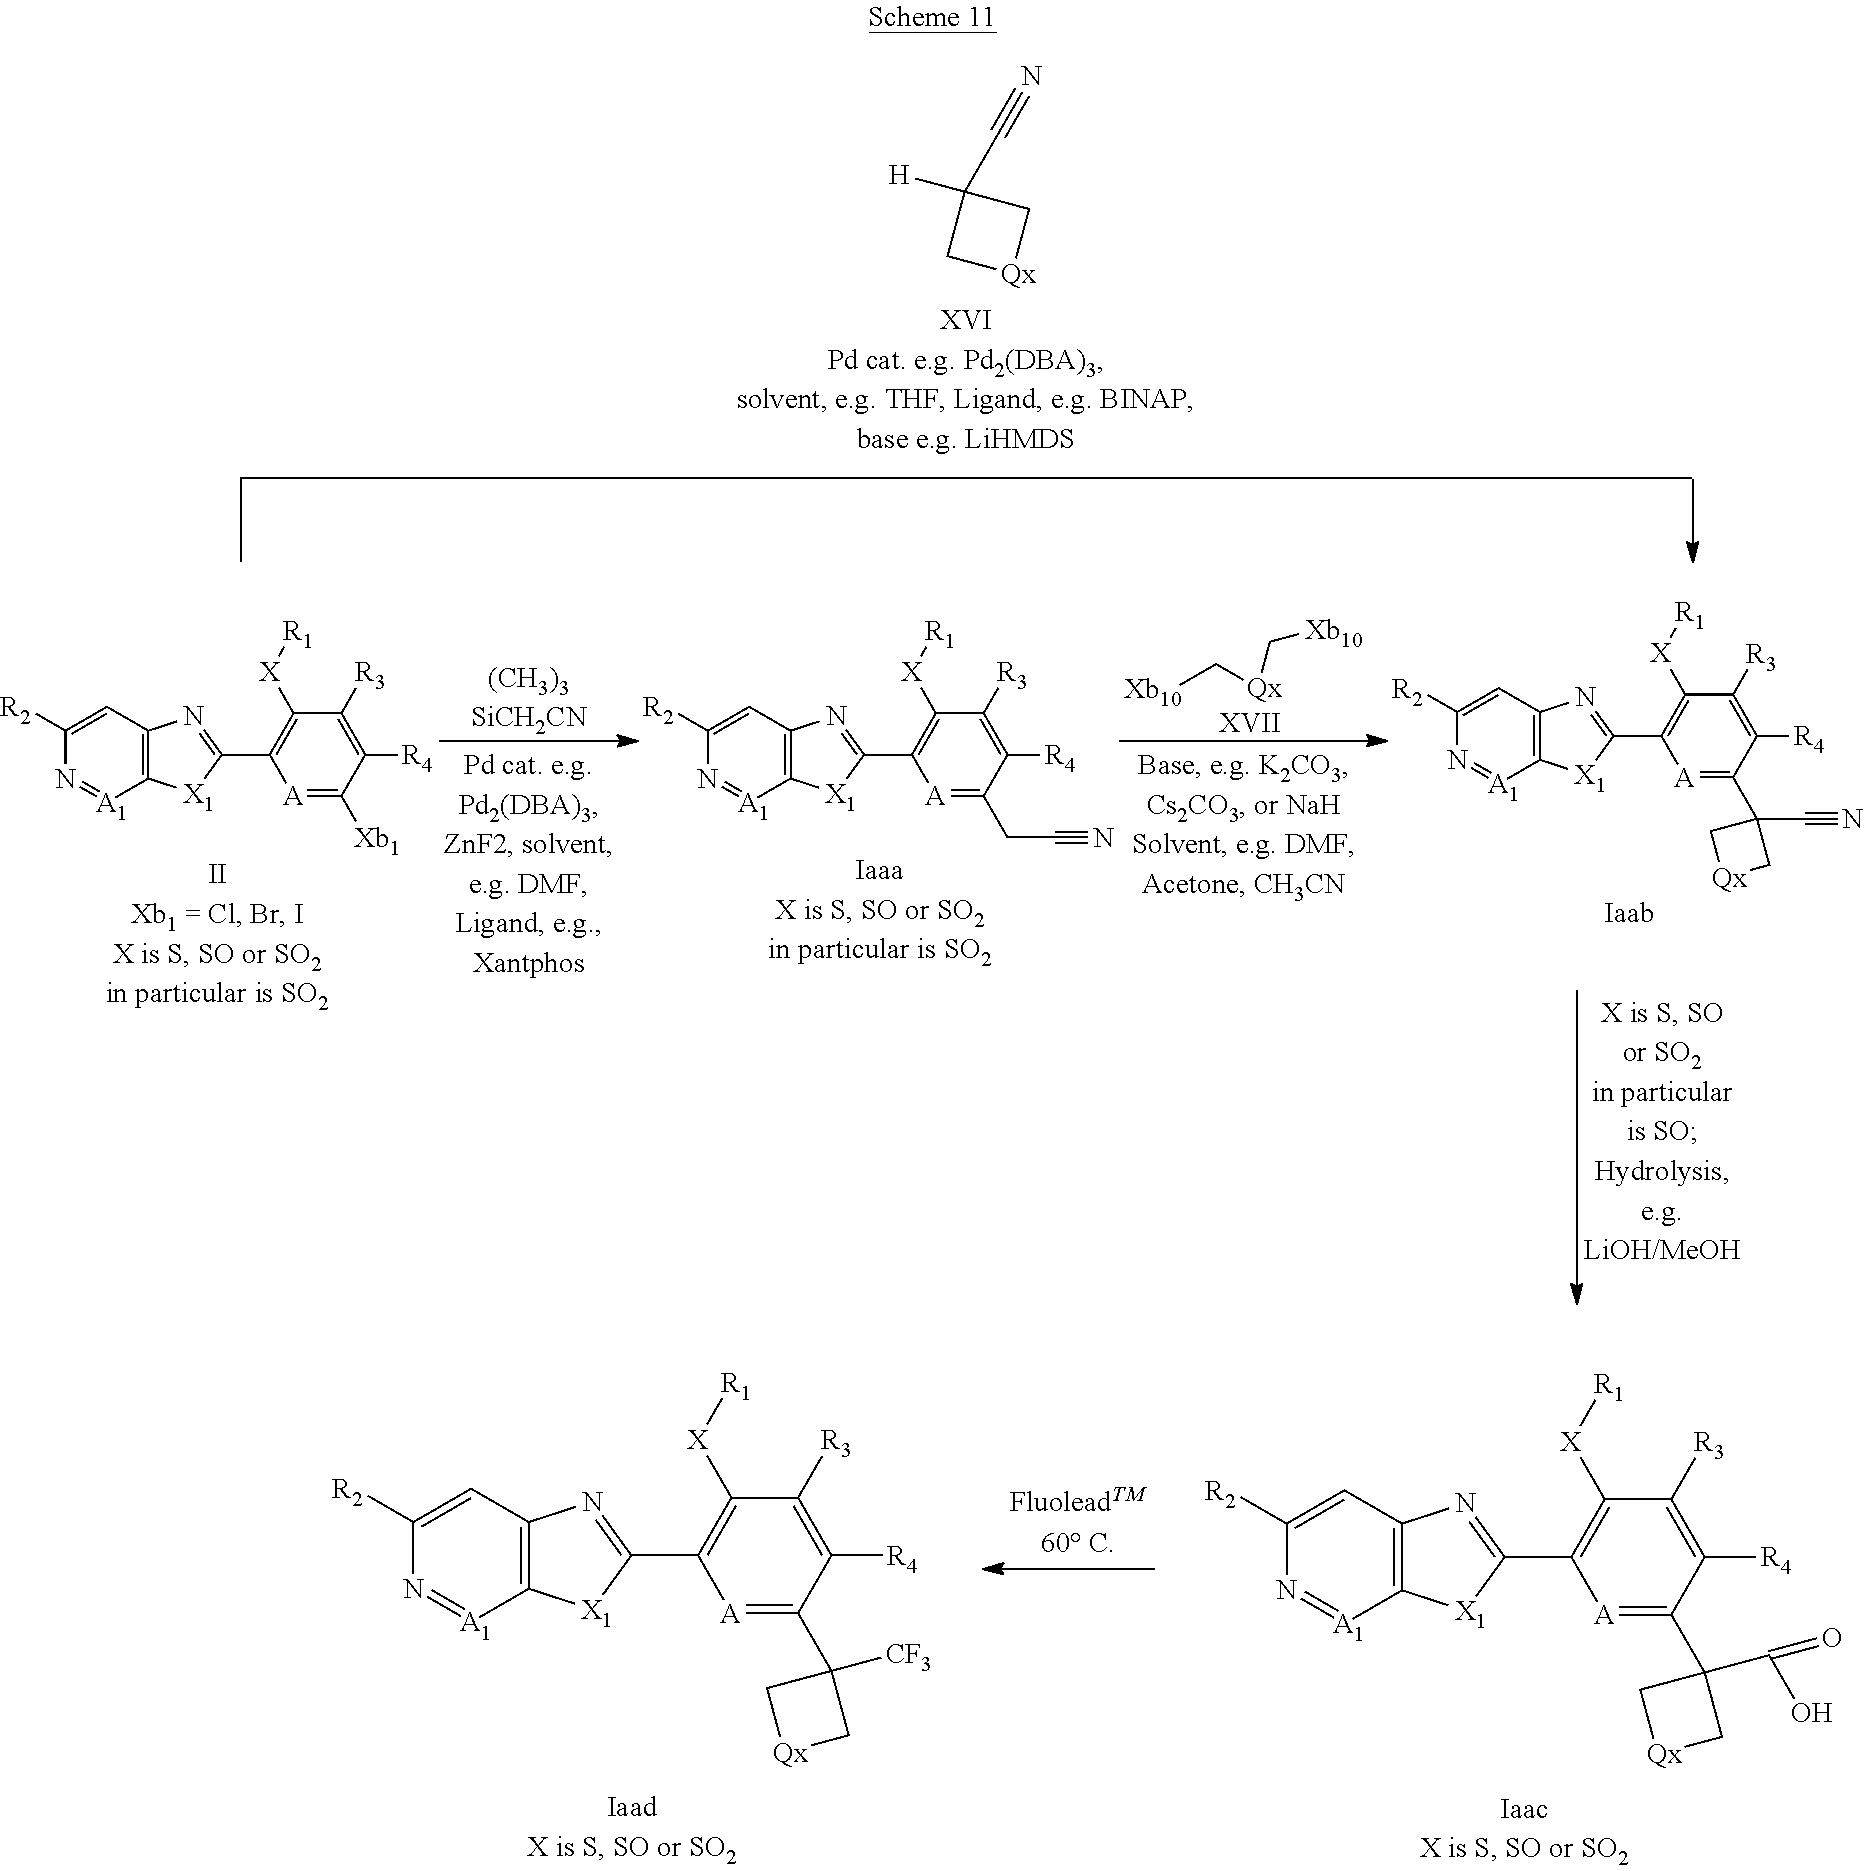 Scheme 11
N
H
Qx
XVI
Pd cat. e.g. Pd2(DBA)3,
solvent, e.g. THF, Ligand, e.g. BINAP,
base e.g. LiHMDS
R1
X
R3
R2
N
R4
N
A1
X1
A
Xb1
II
Xb1 = Cl, Br, I
X is S, SO or SO2
in particular is SO2
(CH3)3
SiCH2CN
Pd cat. e.g.
Pd2(DBA)3,
ZnF2, solvent,
e.g. DMF,
Ligand, e.g.,
Xantphos
R1
X
R3
R2
N
R4
N
A1
X1
A
N
Iaaa
X is S, SO or SO2
in particular is SO2
Xb10
Xb10
Qx
XVII
Base, e.g. K2CO3,
Cs2CO3, or NaH
Solvent, e.g. DMF,
Acetone, CH3CN
R1
X
R3
R2
N
R4
N
A1
X1
A
N
Qx
Iaab
X is S, SO
or SO2
in particular
is SO;
Hydrolysis,
e.g.
LiOH/MeOH
R1
X
R3
R2
N
R4
N
A1
X1
A
O
OH
Qx
Iaac
X is S, SO or SO2
Fluolead™
60° C.
R1
X
R3
R2
N
R4
N
A1
X1
A
CF3
Qx
Iaad
X is S, SO or SO2